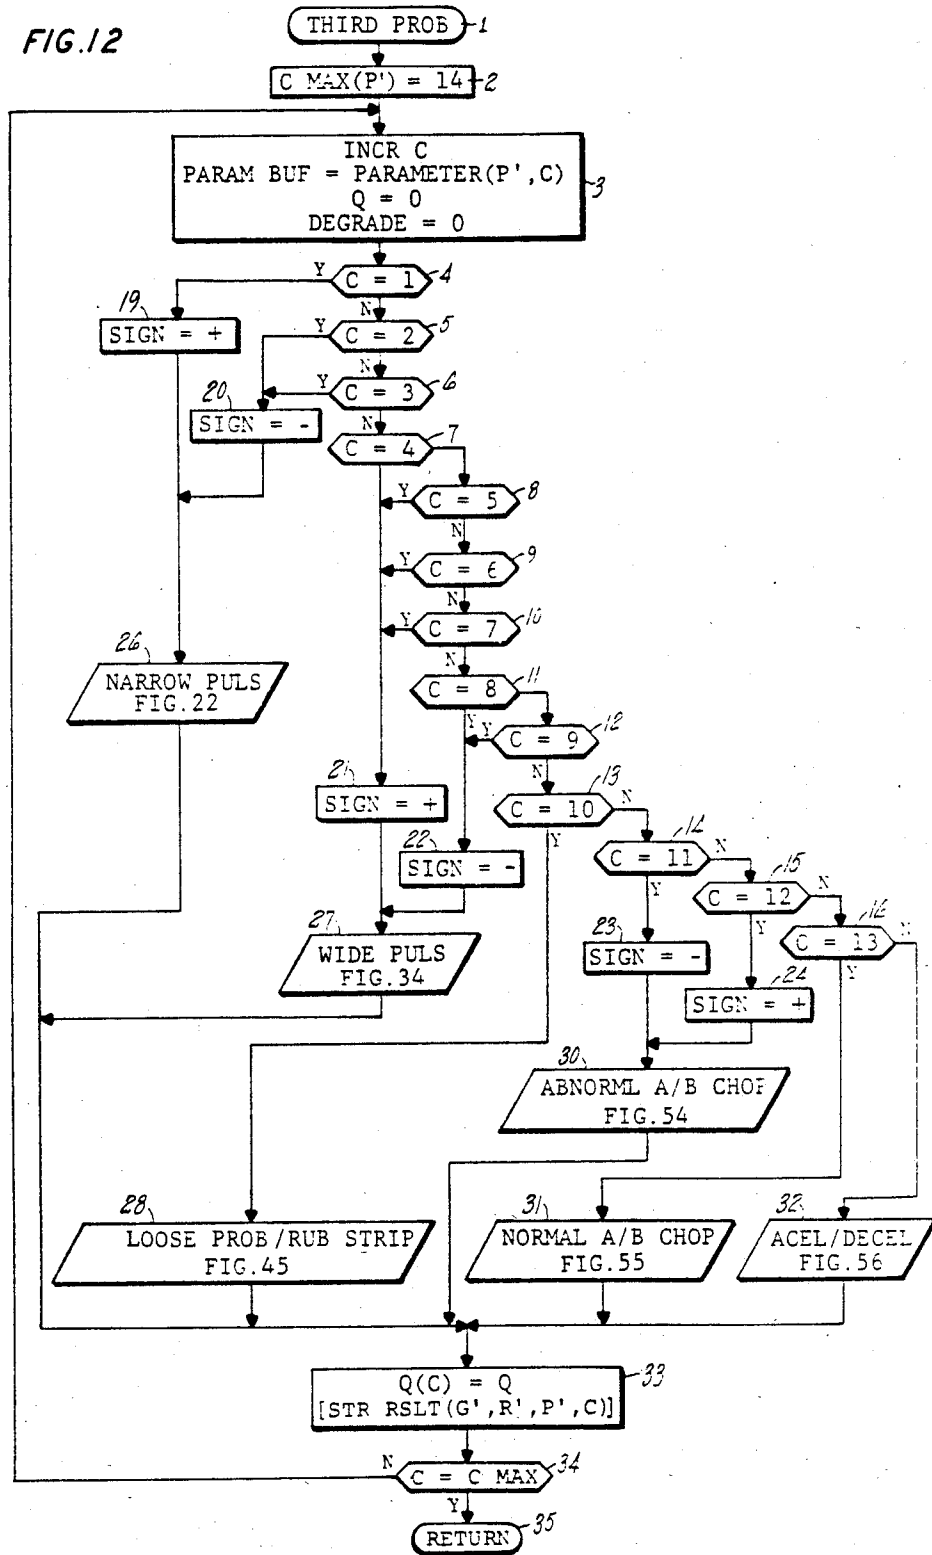 FIG.12
THIRD PROB
1
C MAX(P') = 14
2
INCR C
PARAM BUF = PARAMETER(P',C)
Q = 0
DEGRADE = 0
3
Y
C = 1
4
N
19
SIGN = +
Y
C = 2
5
N
Y
C = 3
6
N
20
SIGN = -
C = 4
7
Y
C = 5
8
N
Y
C = 6
9
N
Y
C = 7
10
N
C = 8
11
Y
Y
C = 9
12
N
26
NARROW PULS
FIG.22
21
SIGN = +
C = 10
13
N
Y
22
SIGN = -
C = 11
14
N
Y
C = 12
15
N
Y
C = 13
16
N
Y
27
WIDE PULS
FIG.34
23
SIGN = -
24
SIGN = +
30
ABNORML A/B CHOP
FIG.54
28
LOOSE PROB/RUB STRIP
FIG.45
31
NORMAL A/B CHOP
FIG.55
32
ACEL/DECEL
FIG.56
Q(C) = Q
[STR RSLT(G',R',P',C)]
33
N
C = C MAX
34
Y
RETURN
35